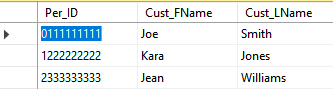 Per_ID Cust_FName Cust_LName
0111111111 Joe Smith
1222222222 Kara Jones
2333333333 Jean Williams